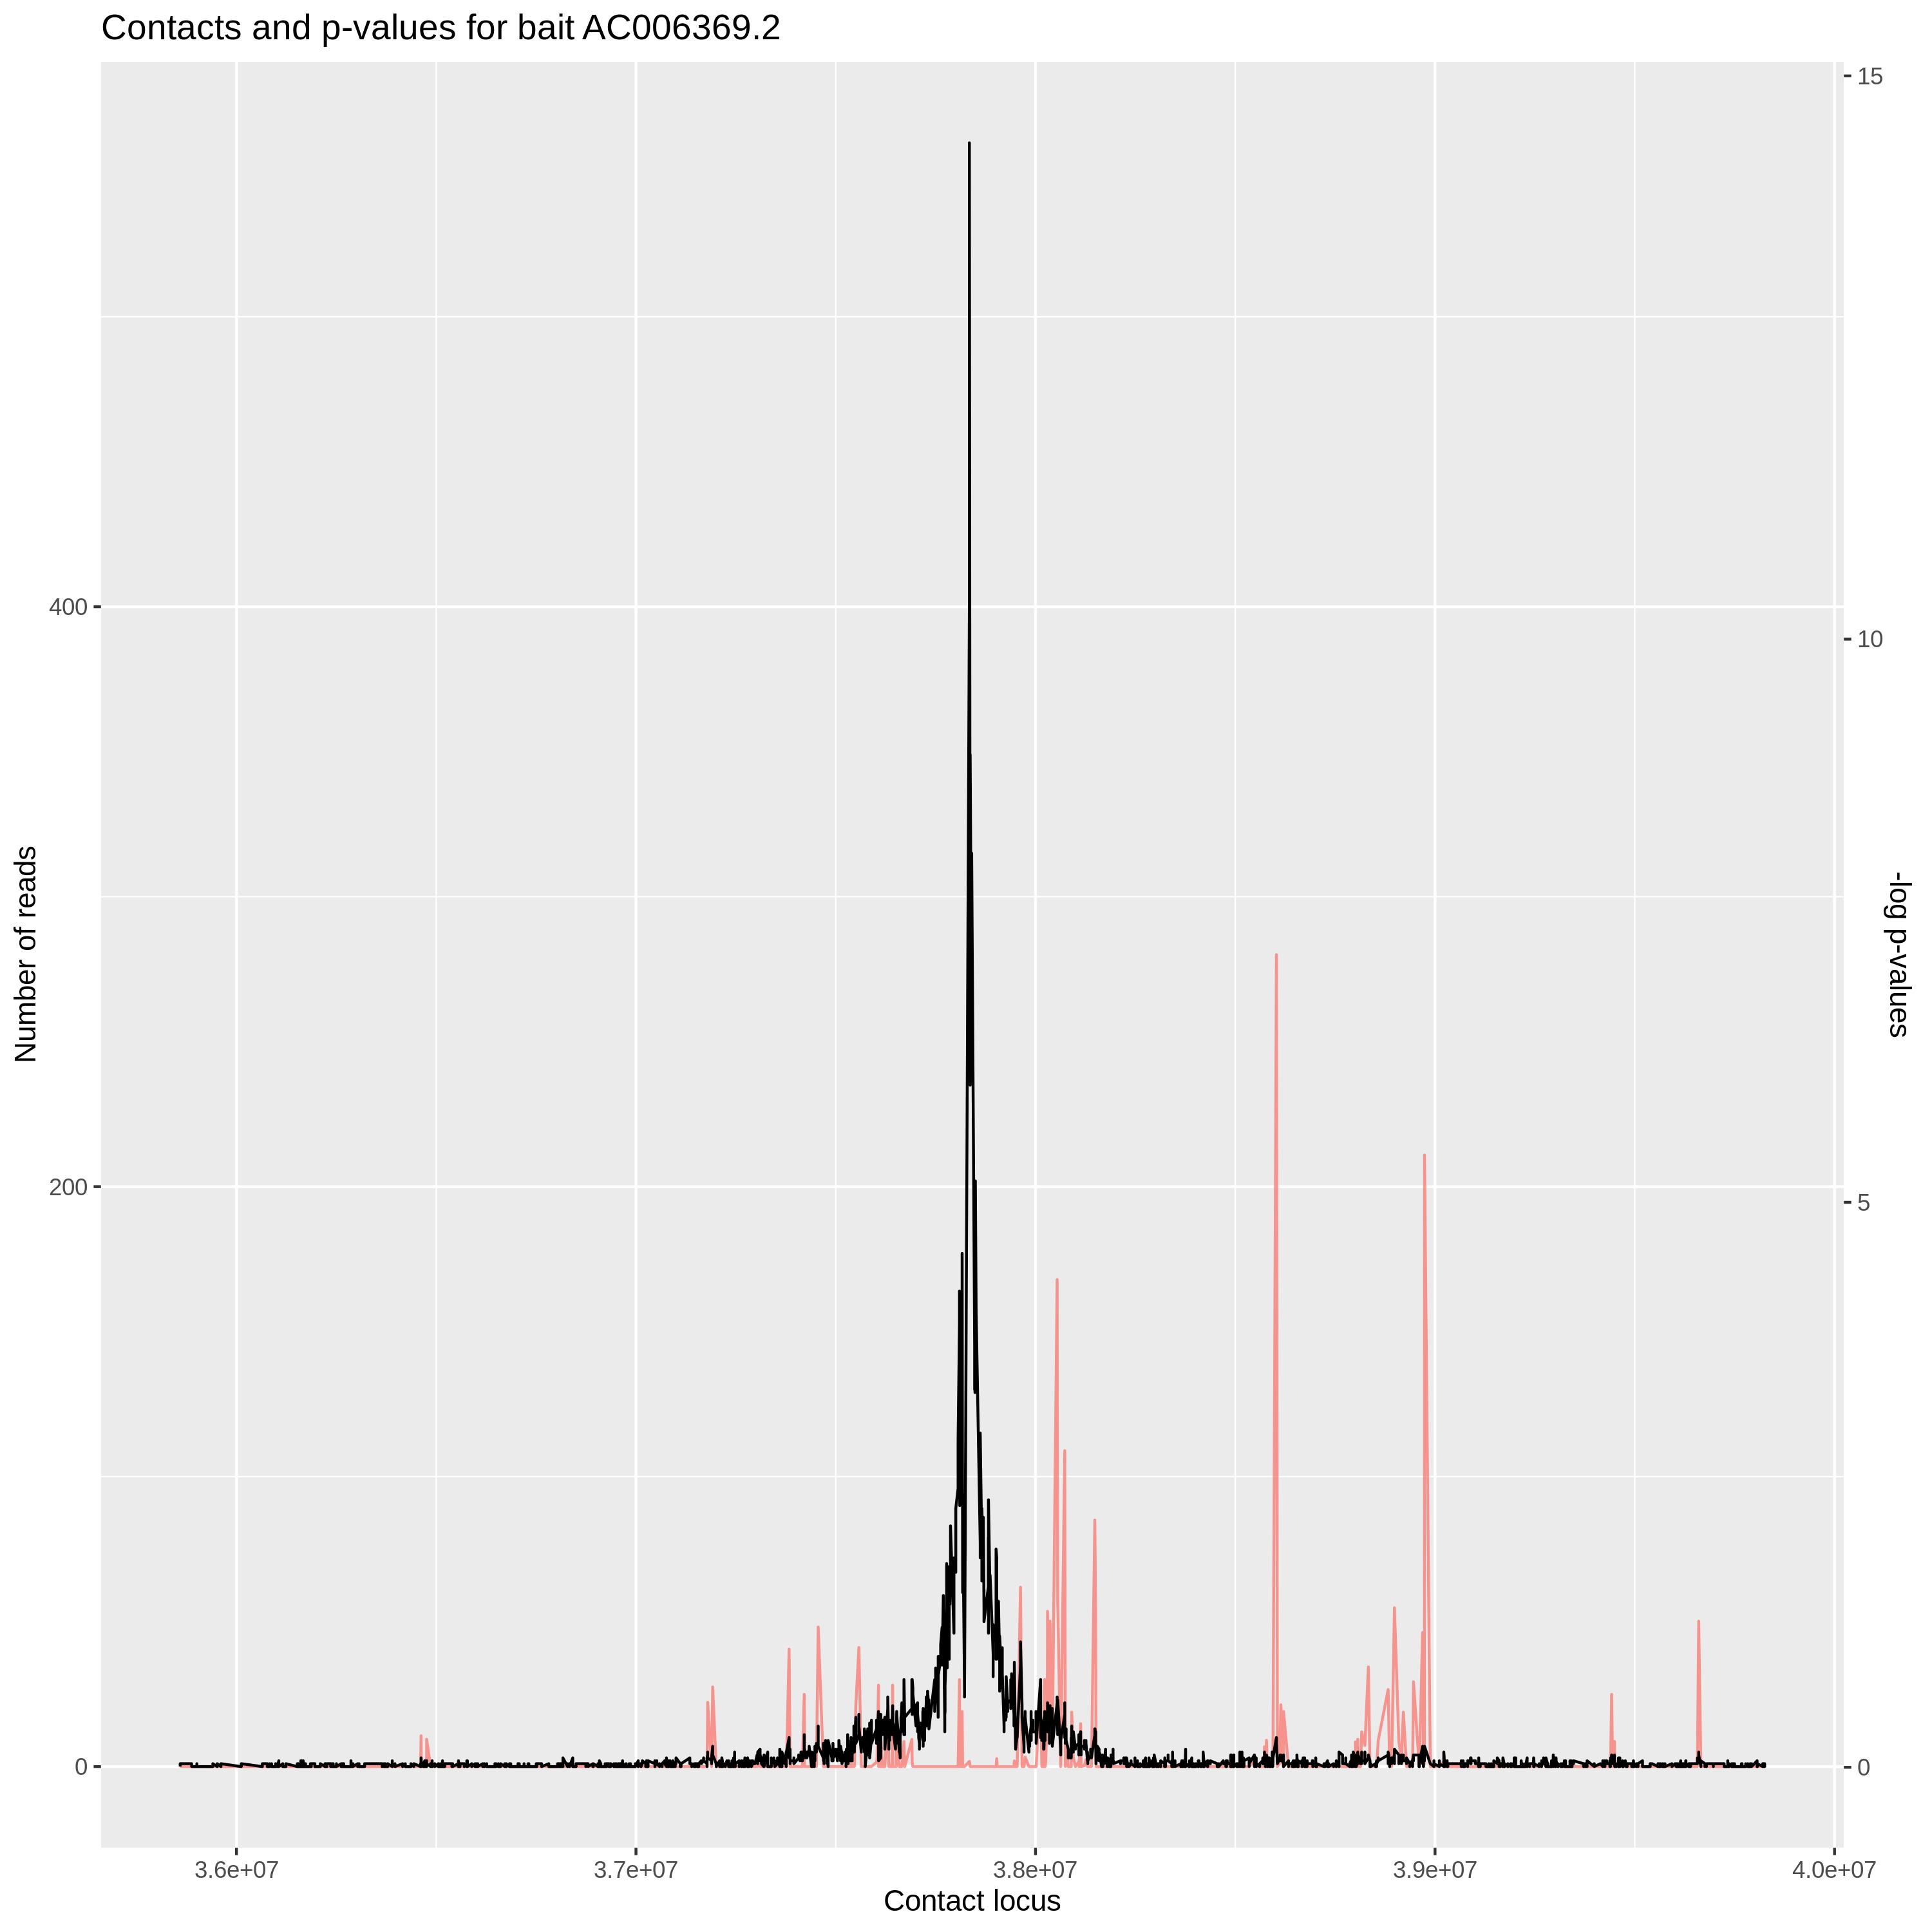 Contacts and p-values for bait AC006369.2
15
400
10
Number of reads
-log p-values
200
5
0
0
3.6e+07
3.7e+07
3.8e+07
3.9e+07
4.0e+07
Contact locus